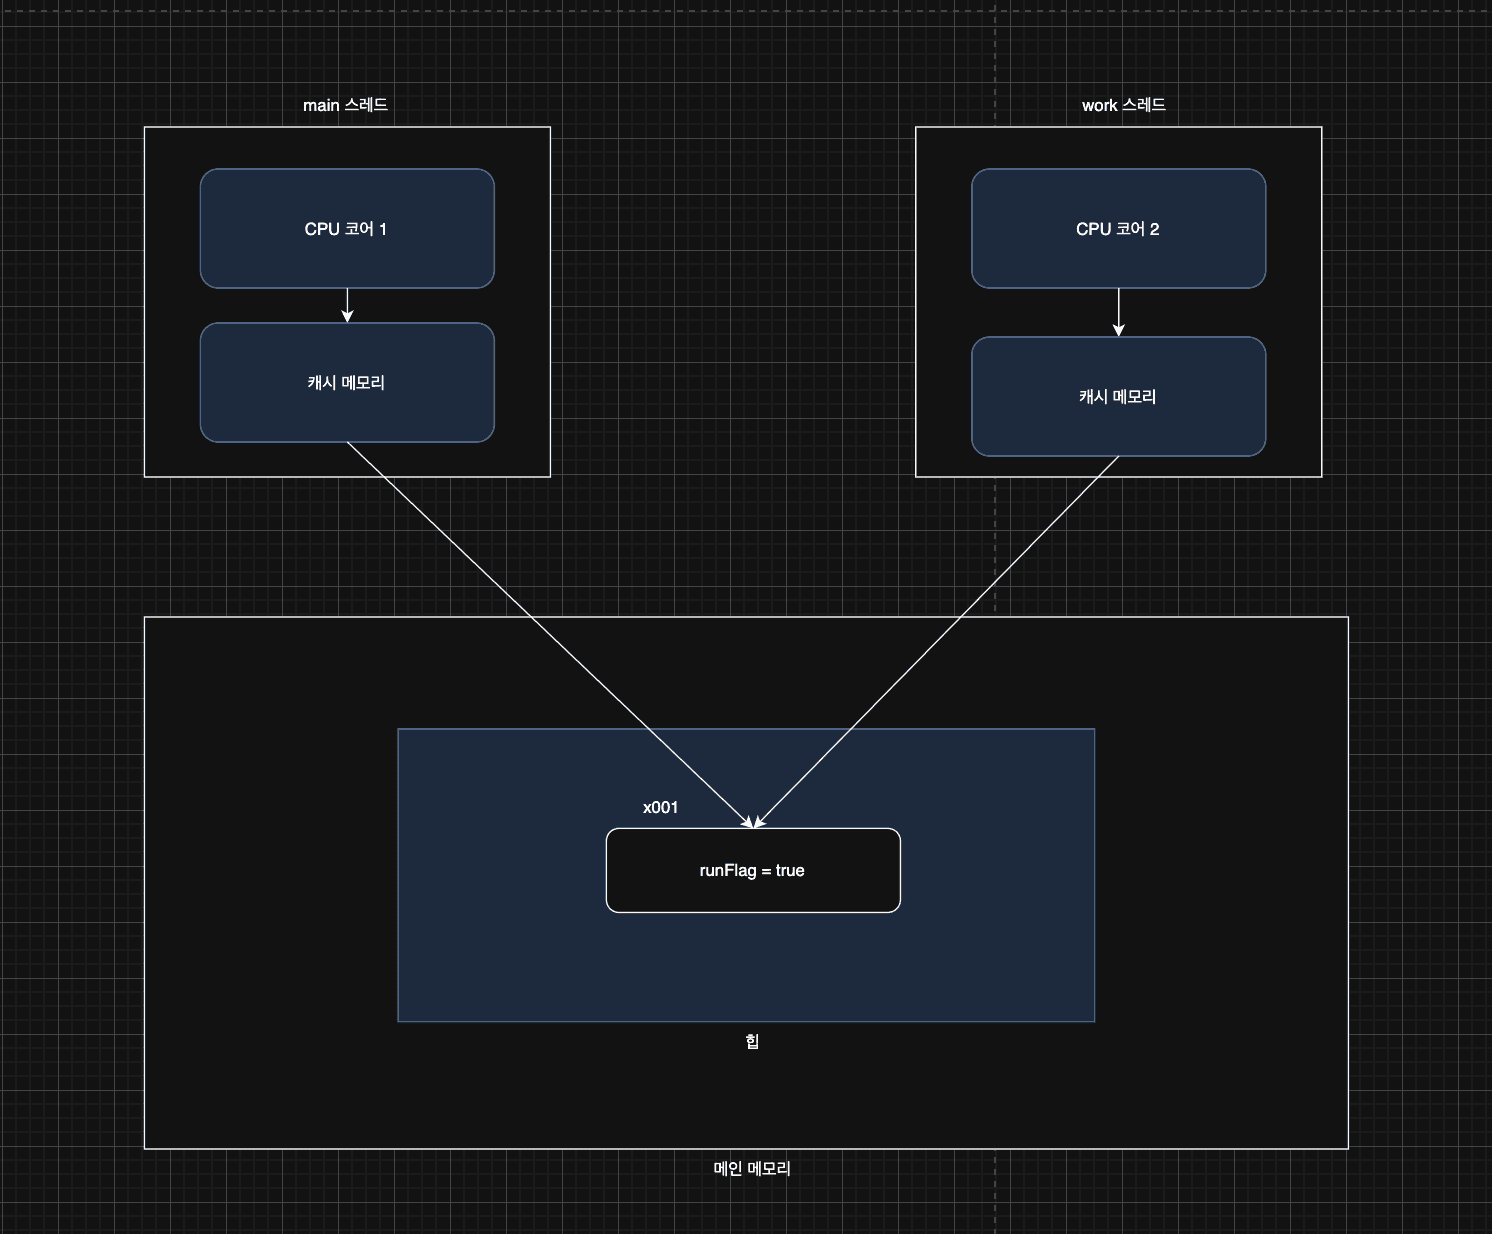 main 스레드
work 스레드
CPU 코어 1
CPU 코어 2
캐시 메모리
캐시 메모리
x001
runFlag = true
힙
메인 메모리